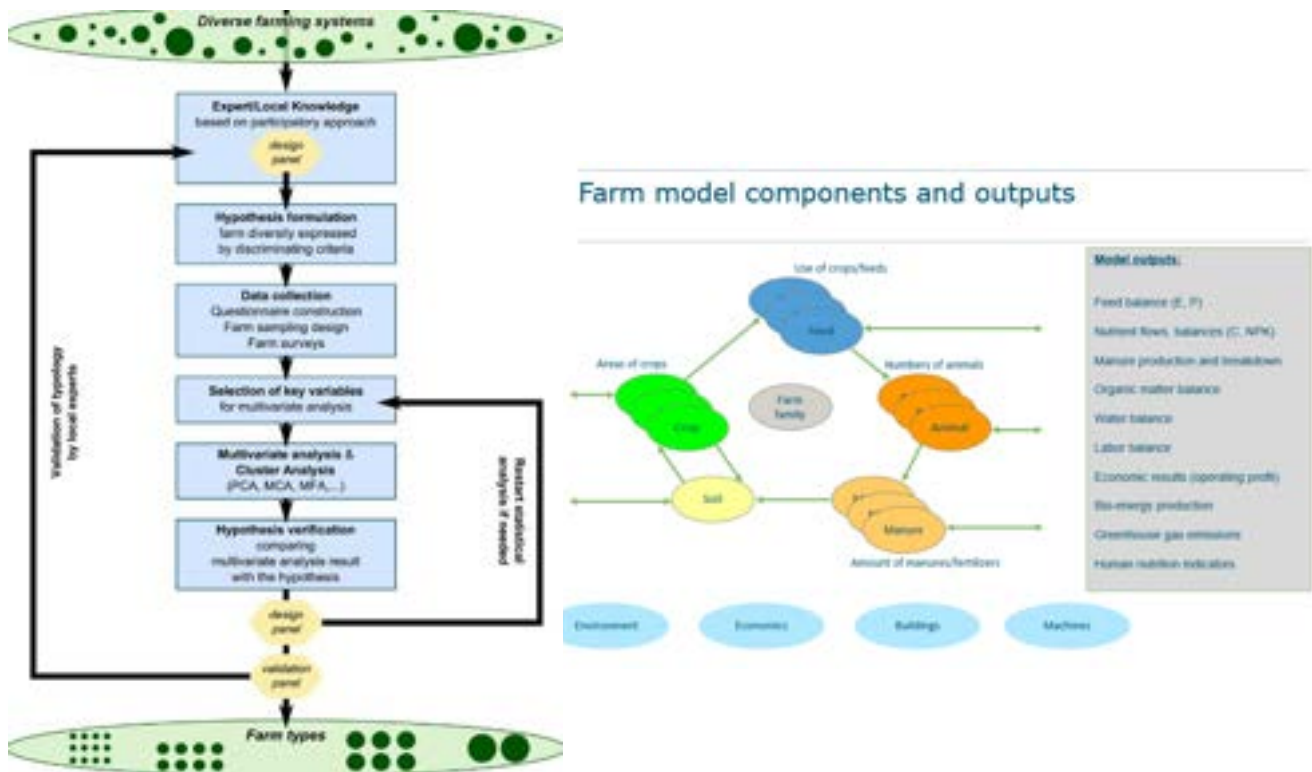 Diverse farming systems
Expert/Local Knowledge
based on participatory approach
design
panel
Hypothesis formulation
farm diversity expressed
by discriminating criteria
Data collection
Questionnaire construction
Farm sampling design
Farm surveys
Selection of key variables
for multivariate analysis
Multivariate analysis &
Cluster Analysis
(PCA, MCA, MFA,...)
Hypothesis verification
comparing
multivariate analysis result
with the hypothesis
design
panel
validation
panel
Farm types
Validation of typology
by local experts
Restart statistical
analysis if needed
Farm model components and outputs
Use of crops/feeds
Feed
Areas of crops
Crop
Numbers of animals
Animal
Farm
family
Soil
Manure
Amount of manures/fertilizers
Environment
Economics
Buildings
Machines
Model outputs:
Feed balance (E, P)
Nutrient flows, balances (C, NPK)
Manure production and breakdown
Organic matter balance
Water balance
Labor balance
Economic results (operating profit)
Bio-energy production
Greenhouse gas emissions
Human nutrition indicators